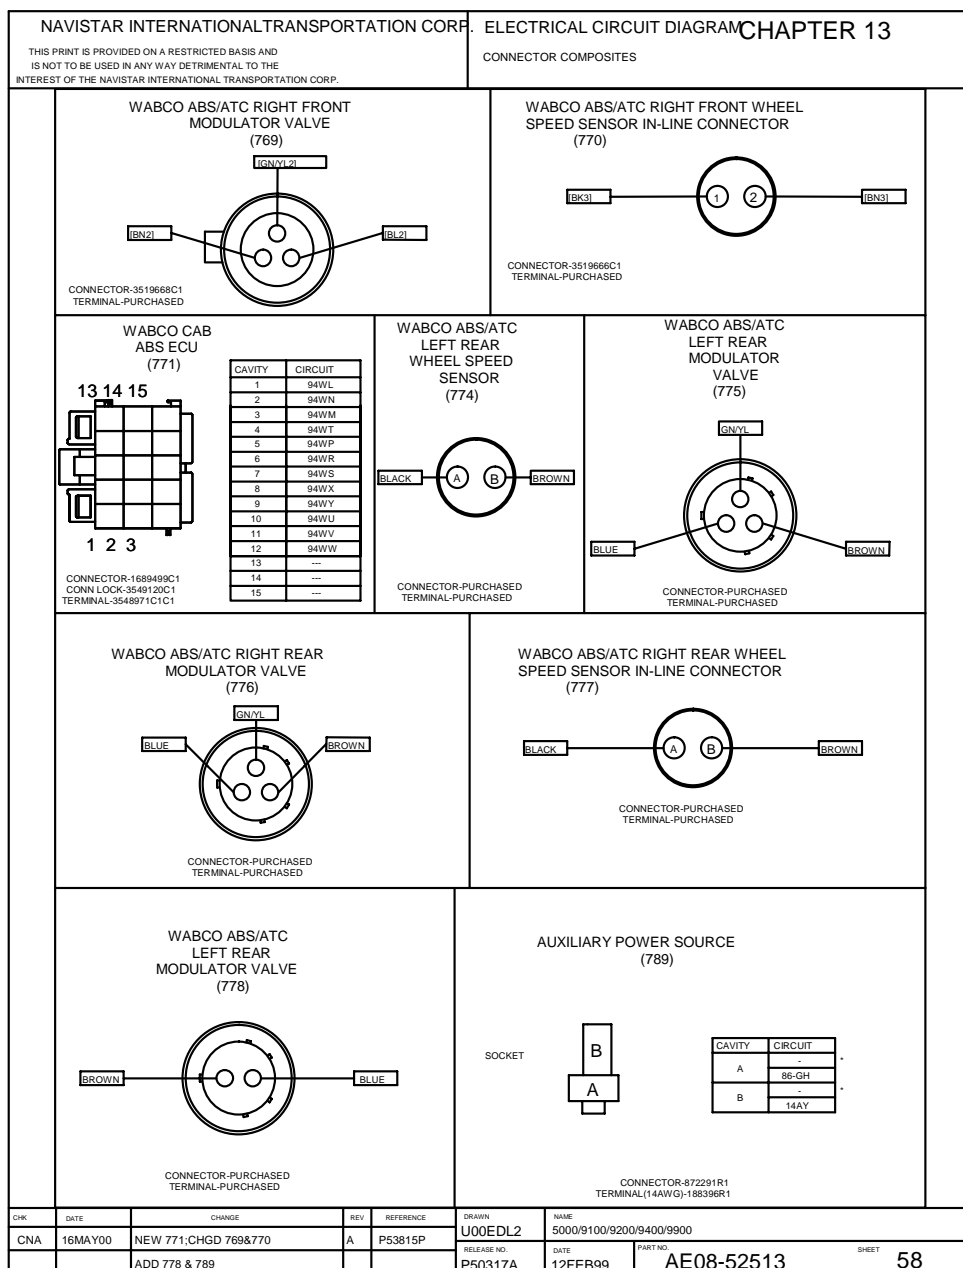 NAVISTAR INTERNATIONALTRANSPORTATION CORP.
THIS PRINT IS PROVIDED ON A RESTRICTED BASIS AND
IS NOT TO BE USED IN ANY WAY DETRIMENTAL TO THE
INTEREST OF THE NAVISTAR INTERNATIONAL TRANSPORTATION CORP.
ELECTRICAL CIRCUIT DIAGRAM
CHAPTER 13
CONNECTOR COMPOSITES
WABCO ABS/ATC RIGHT FRONT
MODULATOR VALVE
(769)
[GN/YL2]
[BN2]
[BL2]
CONNECTOR-3519668C1
TERMINAL-PURCHASED
WABCO ABS/ATC RIGHT FRONT WHEEL
SPEED SENSOR IN-LINE CONNECTOR
(770)
[BK3]
1
2
[BN3]
CONNECTOR-3519666C1
TERMINAL-PURCHASED
WABCO CAB
ABS ECU
(771)
13 14 15
1 2 3
CONNECTOR-1689499C1
CONN LOCK-3549120C1
TERMINAL-3548971C1C1
CAVITY CIRCUIT
1 94WL
2 94WN
3 94WM
4 94WT
5 94WP
6 94WR
7 94WS
8 94WX
9 94WY
10 94WU
11 94WV
12 94WW
13 ---
14 ---
15 ---
WABCO ABS/ATC
LEFT REAR
WHEEL SPEED
SENSOR
(774)
BLACK
A
B
BROWN
CONNECTOR-PURCHASED
TERMINAL-PURCHASED
WABCO ABS/ATC
LEFT REAR
MODULATOR
VALVE
(775)
GN/YL
BLUE
BROWN
CONNECTOR-PURCHASED
TERMINAL-PURCHASED
WABCO ABS/ATC RIGHT REAR
MODULATOR VALVE
(776)
GN/YL
BLUE
BROWN
CONNECTOR-PURCHASED
TERMINAL-PURCHASED
WABCO ABS/ATC RIGHT REAR WHEEL
SPEED SENSOR IN-LINE CONNECTOR
(777)
BLACK
A
B
BROWN
CONNECTOR-PURCHASED
TERMINAL-PURCHASED
WABCO ABS/ATC
LEFT REAR
MODULATOR VALVE
(778)
BROWN
BLUE
CONNECTOR-PURCHASED
TERMINAL-PURCHASED
AUXILIARY POWER SOURCE
(789)
SOCKET
B
A
CAVITY CIRCUIT
A - *
86-GH
B - *
14AY
CONNECTOR-872291R1
TERMINAL(14AWG)-188396R1
CHK DATE CHANGE REV REFERENCE
CNA 16MAY00 NEW 771;CHGD 769&770 A P53815P
ADD 778 & 789
DRAWN
U00EDL2
NAME
5000/9100/9200/9400/9900
RELEASE NO.
P50317A
DATE
12FEB99
PART NO.
AE08-52513
SHEET
58